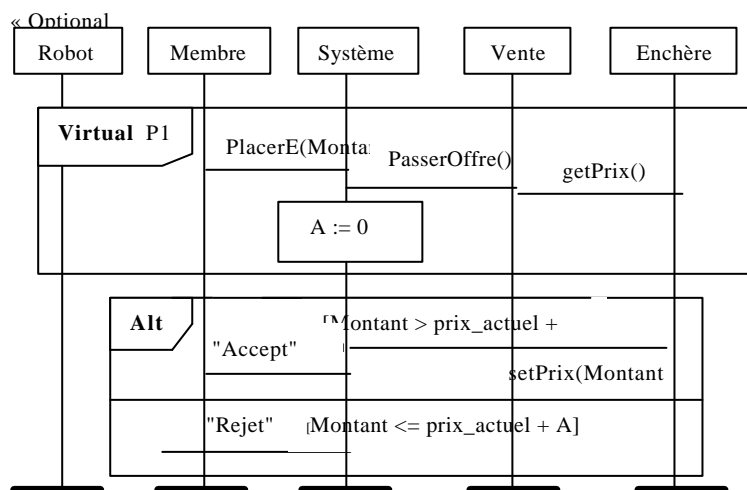 « Optional
Robot Membre Système Vente Enchère
Virtual P1
PlacerE(Monta
PasserOffre()
getPrix()
A := 0
Alt
[Montant > prix_actuel +
"Accept"
setPrix(Montant
"Rejet" [Montant <= prix_actuel + A]